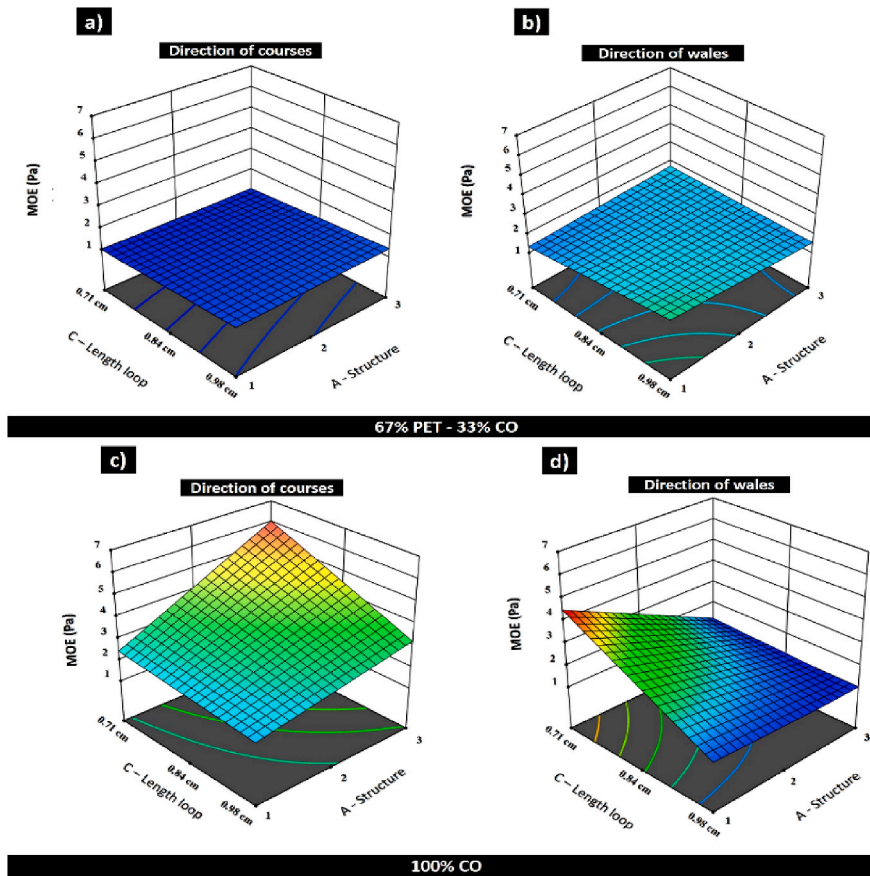 a)
Direction of courses
MOE (Pa)
7
6
5
4
3
2
1
0.71 cm
0.84 cm
0.98 cm
C – Length loop
1
2
3
A - Structure
b)
Direction of wales
MOE (Pa)
7
6
5
4
3
2
1
0.71 cm
0.84 cm
0.98 cm
C – Length loop
1
2
3
A - Structure
67% PET - 33% CO
c)
Direction of courses
MOE (Pa)
7
6
5
4
3
2
1
0.71 cm
0.84 cm
0.98 cm
C – Length loop
1
2
3
A - Structure
d)
Direction of wales
MOE (Pa)
7
6
5
4
3
2
1
0.71 cm
0.84 cm
0.98 cm
C – Length loop
1
2
3
A - Structure
100% CO